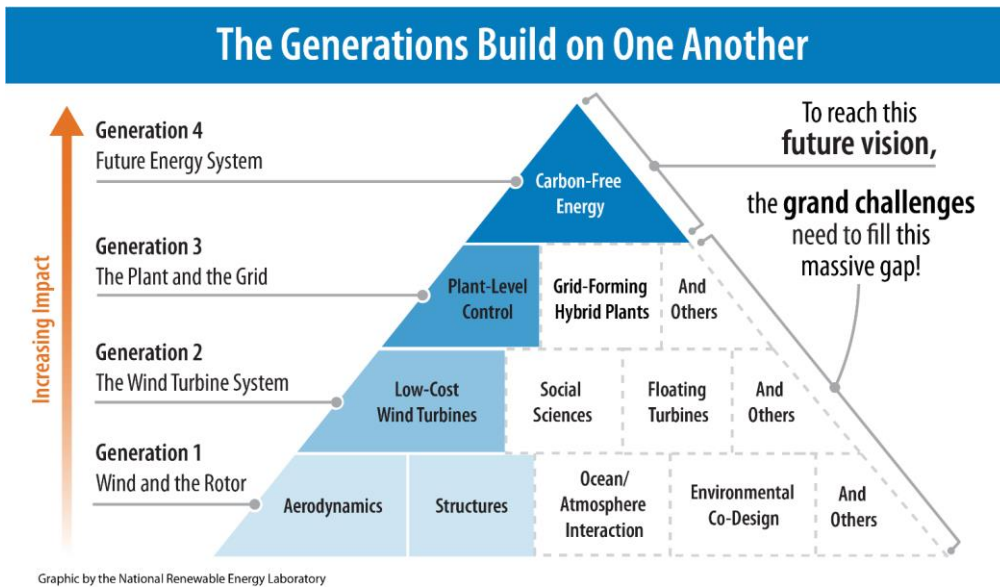 The Generations Build on One Another
Increasing Impact
Generation 4
Future Energy System
Generation 3
The Plant and the Grid
Generation 2
The Wind Turbine System
Generation 1
Wind and the Rotor
Carbon-Free
Energy
Plant-Level
Control
Grid-Forming
Hybrid Plants
And
Others
Low-Cost
Wind Turbines
Social
Sciences
Floating
Turbines
And
Others
Aerodynamics
Structures
Ocean/
Atmosphere
Interaction
Environmental
Co-Design
And
Others
To reach this
future vision,
the grand challenges
need to fill this
massive gap!
Graphic by the National Renewable Energy Laboratory